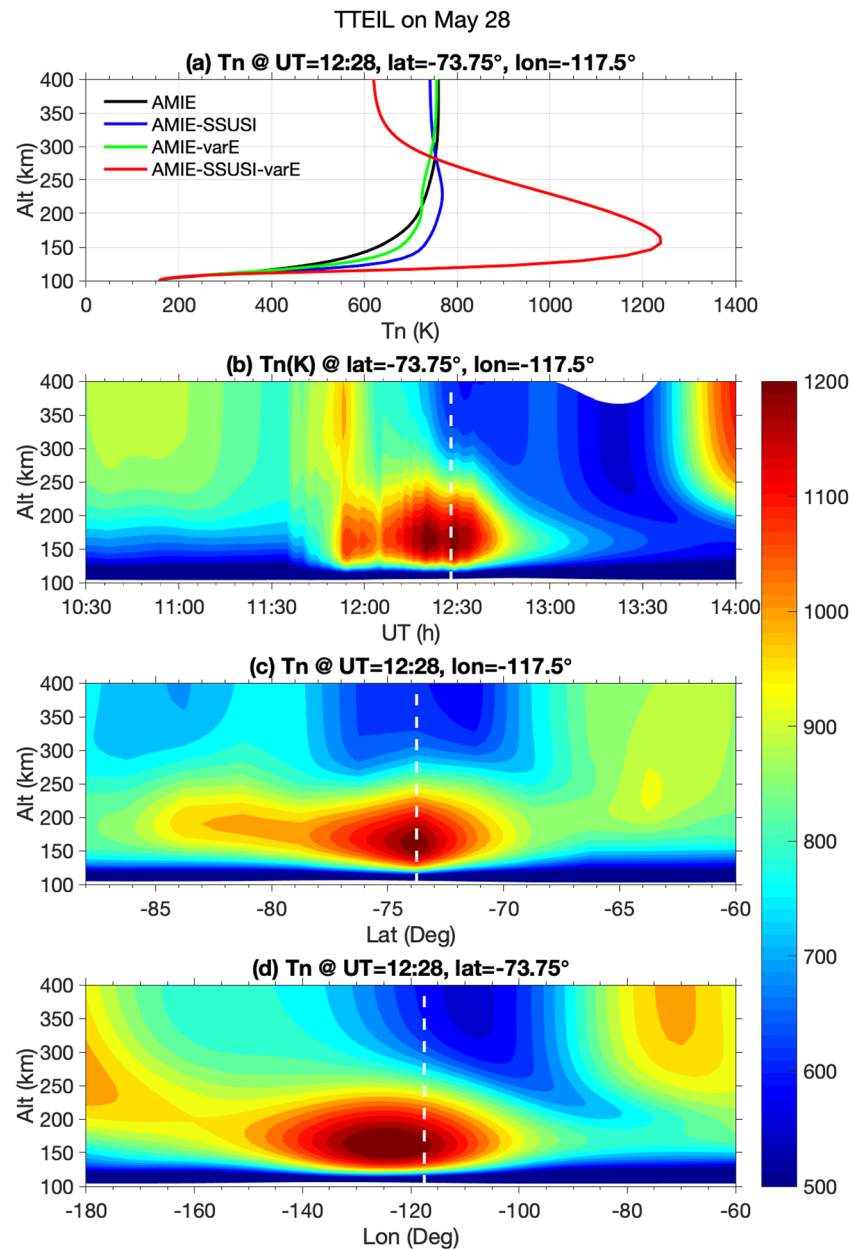 TTEIL on May 28
(a) Tn @ UT=12:28, lat=-73.75°, lon=-117.5°
400
350
300
250
200
150
100
Alt (km)
AMIE
AMIE-SSUSI
AMIE-varE
AMIE-SSUSI-varE
0 200 400 600 800 1000 1200 1400
Tn (K)
(b) Tn(K) @ lat=-73.75°, lon=-117.5°
400
350
300
250
200
150
100
Alt (km)
10:30 11:00 11:30 12:00 12:30 13:00 13:30 14:00
UT (h)
(c) Tn @ UT=12:28, lon=-117.5°
400
350
300
250
200
150
100
Alt (km)
-85 -80 -75 -70 -65 -60
Lat (Deg)
(d) Tn @ UT=12:28, lat=-73.75°
400
350
300
250
200
150
100
Alt (km)
-180 -160 -140 -120 -100 -80 -60
Lon (Deg)
1200
1100
1000
900
800
700
600
500